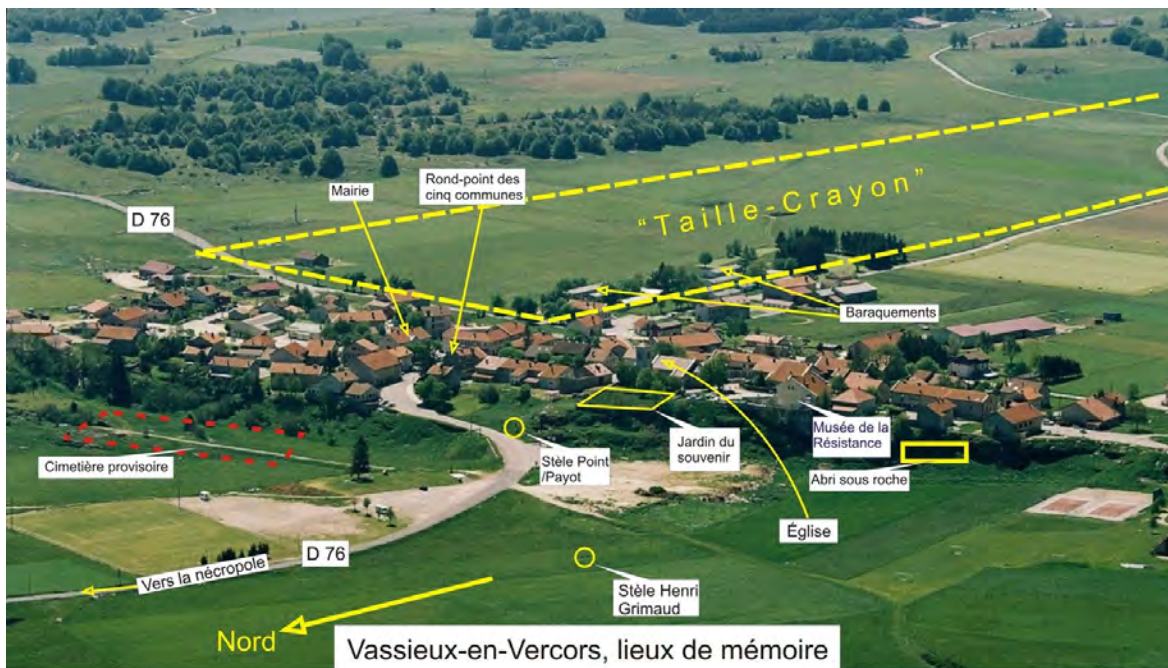 Mairie
Rond-point des
cinq communes
D 76
“Taille-Crayon”
Baraquements
Musée de la
Résistance
Jardin du
souvenir
Stèle Point
/Payot
Cimetière provisoire
Abri sous roche
Église
D 76
Vers la nécropole
Stèle Henri
Grimaud
Nord
Vassieux-en-Vercors, lieux de mémoire